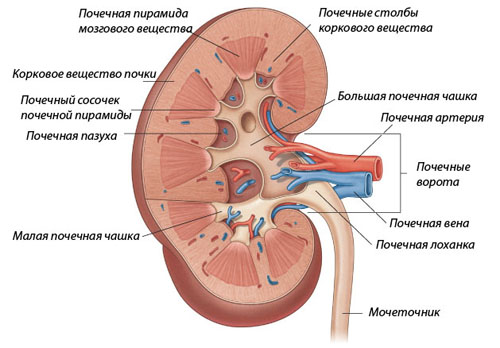 Почечная пирамида
мозгового вещества
Почечные столбы
коркового вещества
Корковое вещество почки
Почечный сосочек
почечной пирамиды
Почечная пазуха
Малая почечная чашка
Большая почечная чашка
Почечная артерия
Почечные
ворота
Почечная вена
Почечная лоханка
Мочеточник